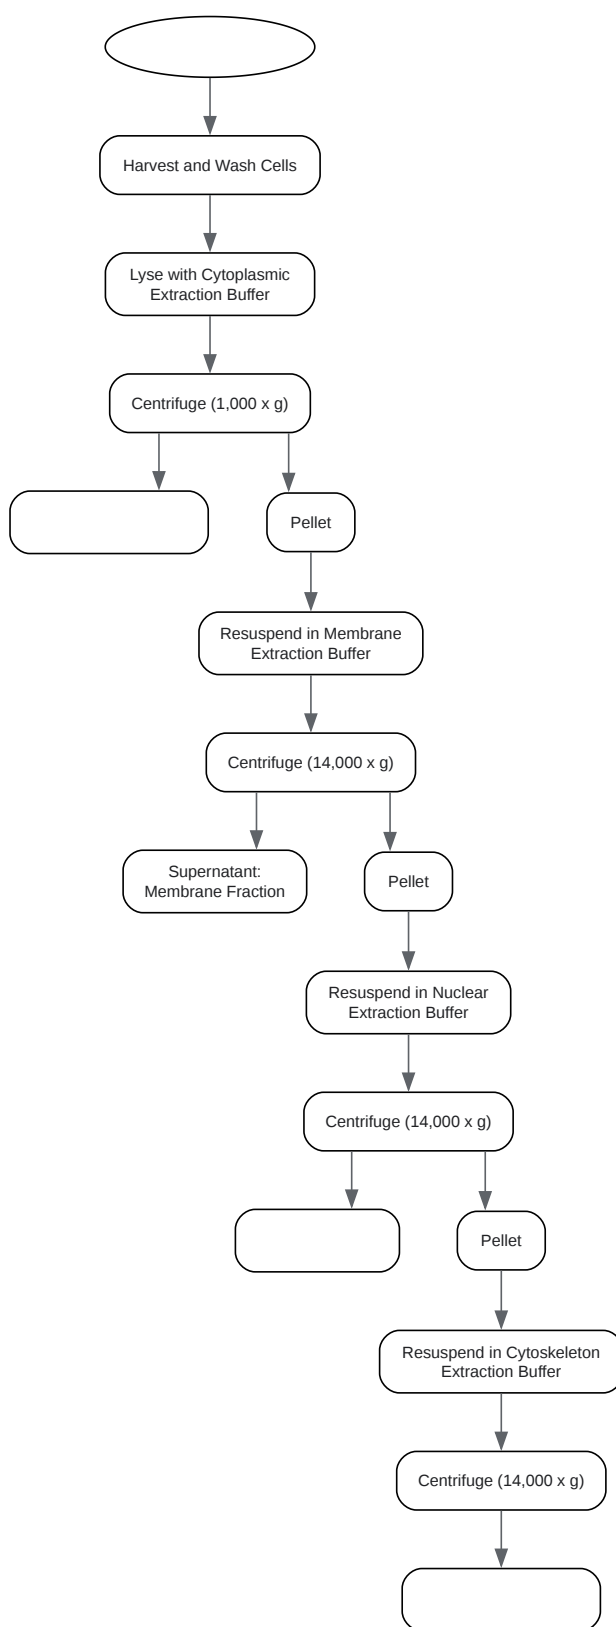 Harvest and Wash Cells
Lyse with Cytoplasmic
Extraction Buffer
Centrifuge (1,000 x g)
Pellet
Resuspend in Membrane
Extraction Buffer
Centrifuge (14,000 x g)
Supernatant:
Membrane Fraction
Pellet
Resuspend in Nuclear
Extraction Buffer
Centrifuge (14,000 x g)
Pellet
Resuspend in Cytoskeleton
Extraction Buffer
Centrifuge (14,000 x g)